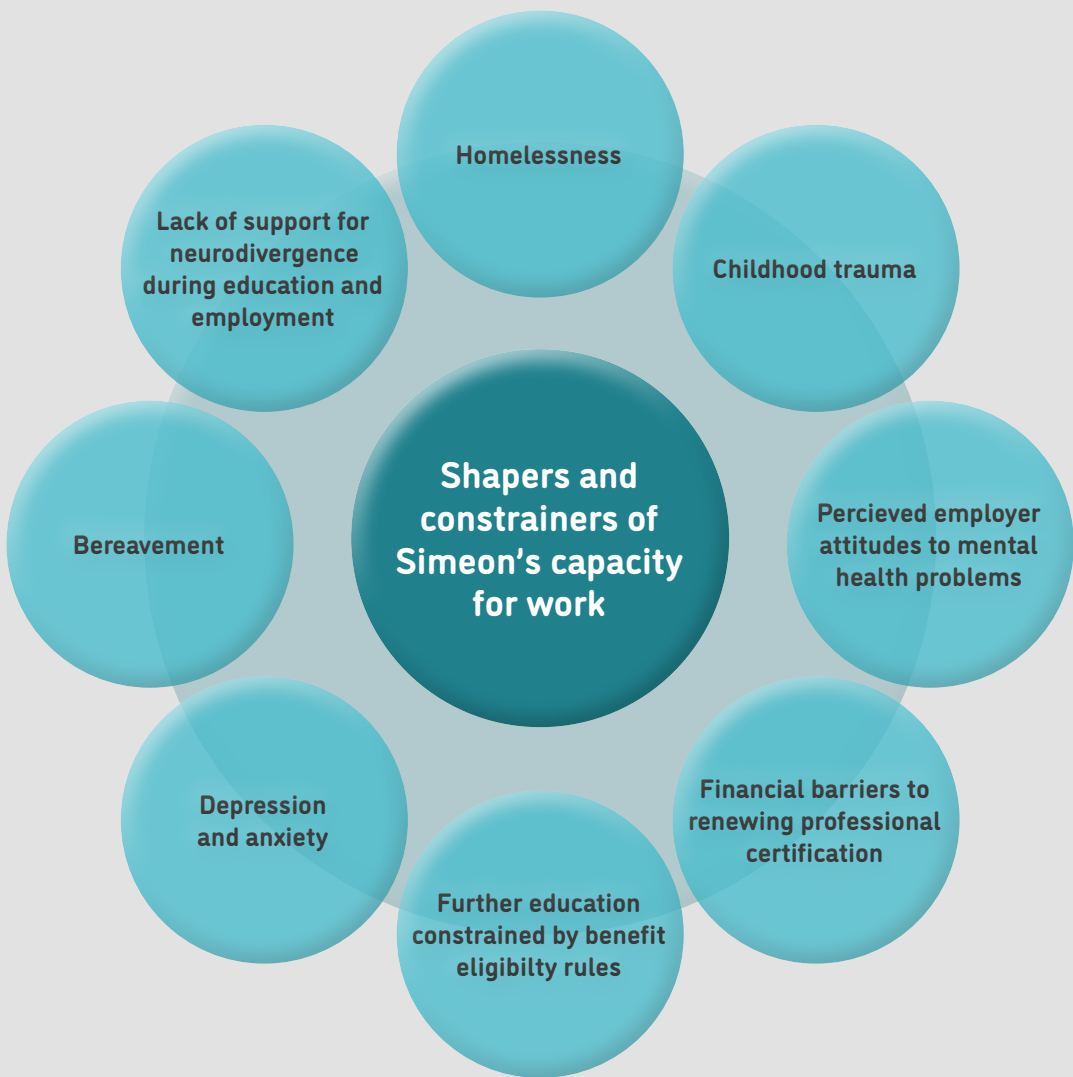 Homelessness
Childhood trauma
Percieved employer
attitudes to mental
health problems
Financial barriers to
renewing professional
certification
Further education
constrained by benefit
eligibilty rules
Depression
and anxiety
Bereavement
Lack of support for
neurodivergence
during education and
employment
Shapers and
constrainers of
Simeon's capacity
for work